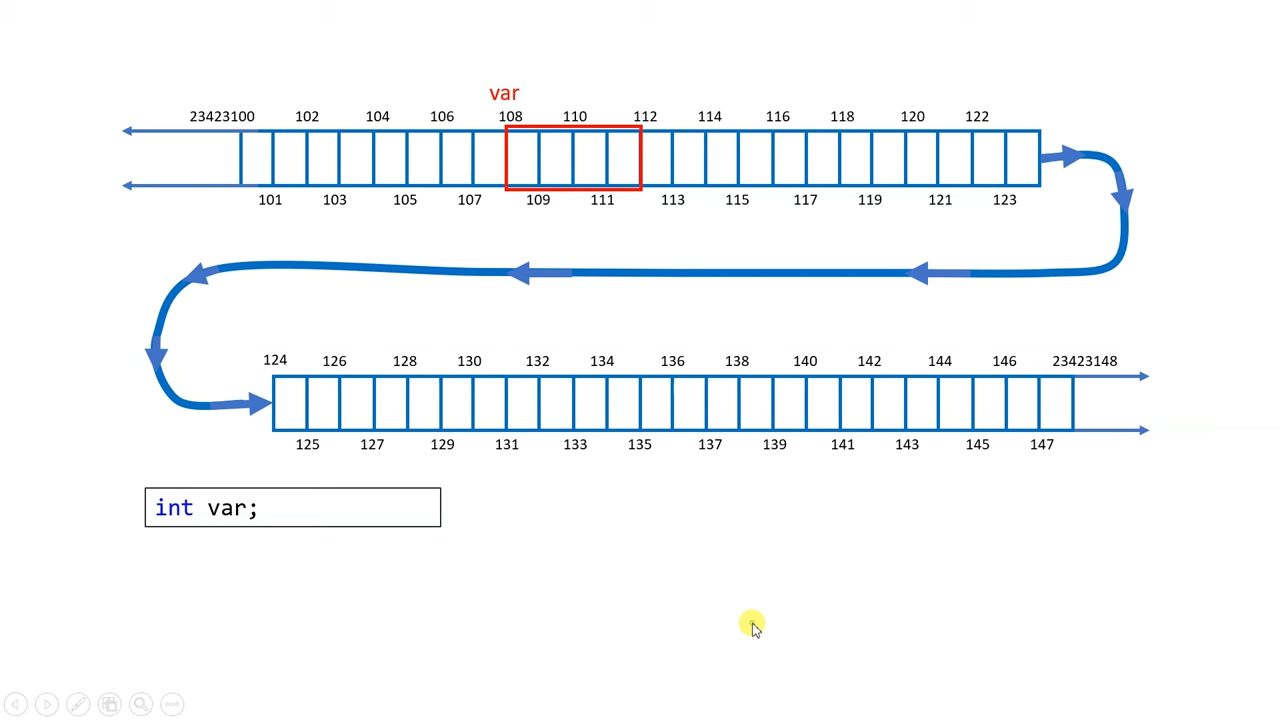 var
23423100 102 104 106 108 110 112 114 116 118 120 122
101 103 105 107 109 111 113 115 117 119 121 123
124 126 128 130 132 134 136 138 140 142 144 146 23423148
125 127 129 131 133 135 137 139 141 143 145 147
int var;